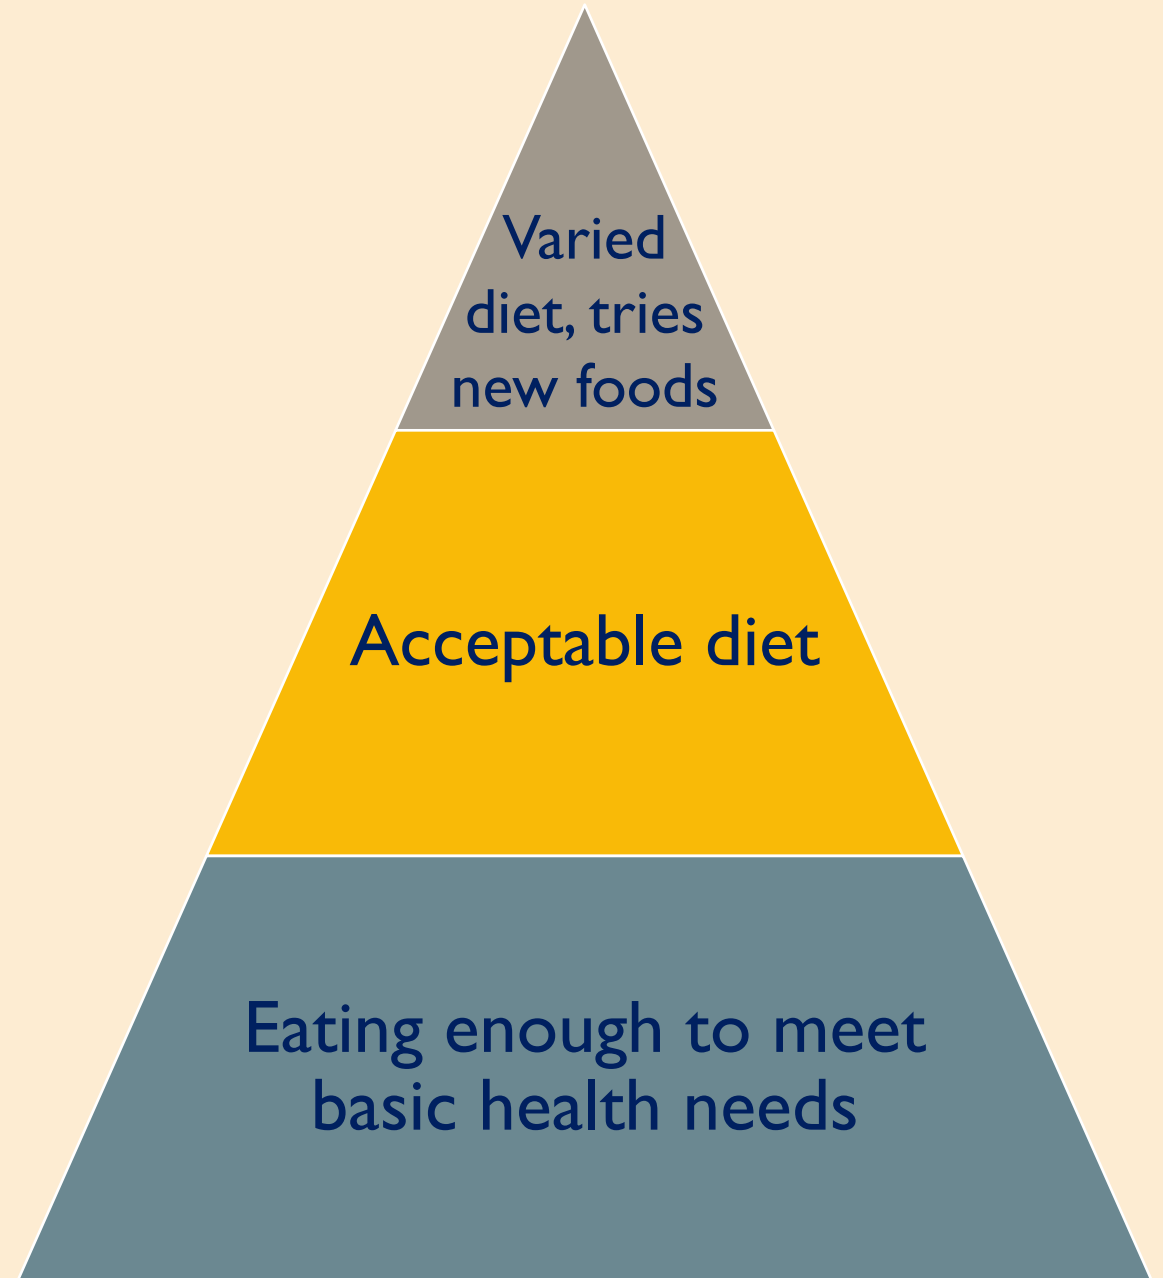 Varied
diet, tries
new foods
Acceptable diet
Eating enough to meet
basic health needs